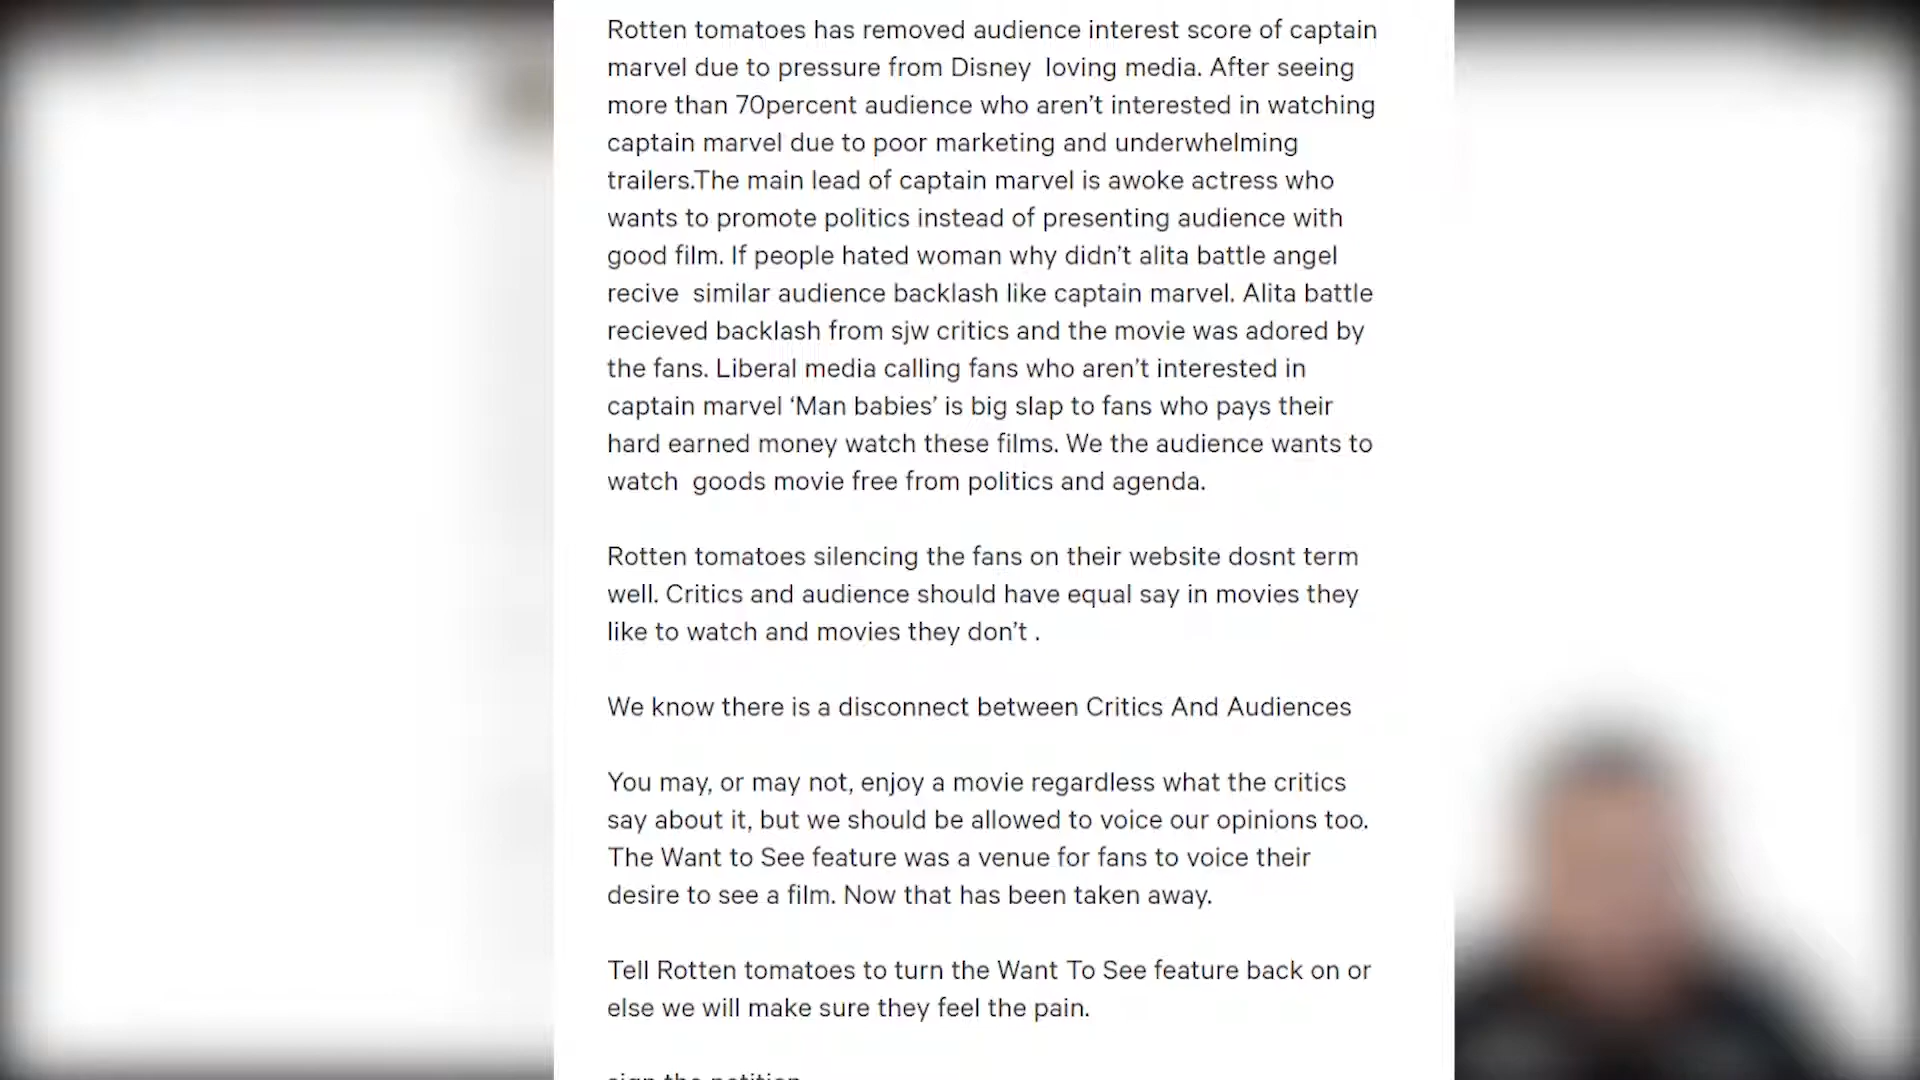 Rotten tomatoes has removed audience interest score of captain
marvel due to pressure from Disney  loving media. After seeing
more than 70percent audience who aren’t interested in watching
captain marvel due to poor marketing and underwhelming
trailers.The main lead of captain marvel is awoke actress who
wants to promote politics instead of presenting audience with
good film. If people hated woman why didn’t alita battle angel
recive  similar audience backlash like captain marvel. Alita battle
recieved backlash from sjw critics and the movie was adored by
the fans. Liberal media calling fans who aren’t interested in
captain marvel ‘Man babies’ is big slap to fans who pays their
hard earned money watch these films. We the audience wants to
watch  goods movie free from politics and agenda.
Rotten tomatoes silencing the fans on their website dosnt term
well. Critics and audience should have equal say in movies they
like to watch and movies they don’t .
We know there is a disconnect between Critics And Audiences
You may, or may not, enjoy a movie regardless what the critics
say about it, but we should be allowed to voice our opinions too.
The Want to See feature was a venue for fans to voice their
desire to see a film. Now that has been taken away.
Tell Rotten tomatoes to turn the Want To See feature back on or
else we will make sure they feel the pain.
sign the petition